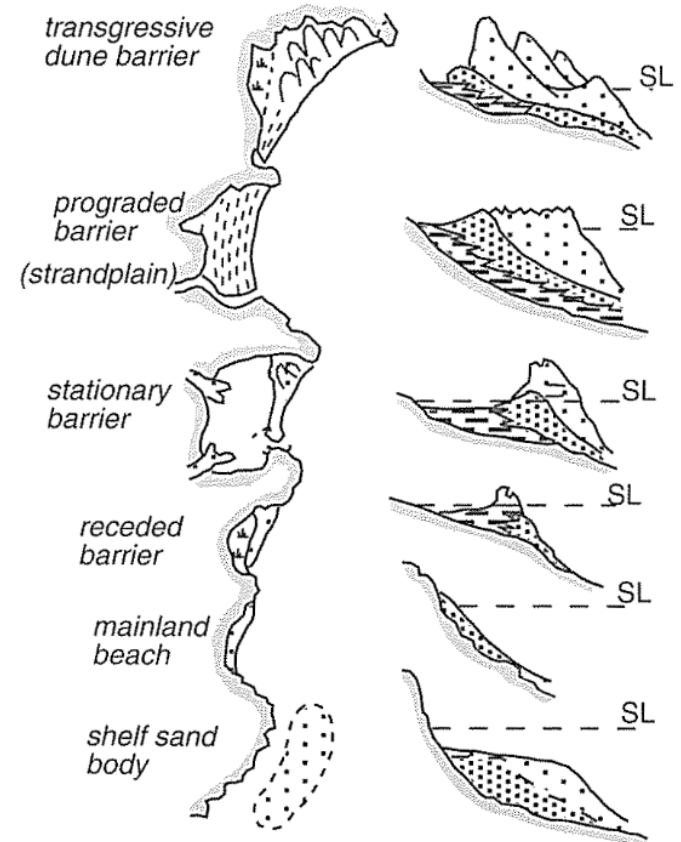 transgressive
dune barrier
SL
prograded
barrier
(strandplain)
SL
stationary
barrier
SL
receded
barrier
SL
mainland
beach
SL
shelf sand
body
SL